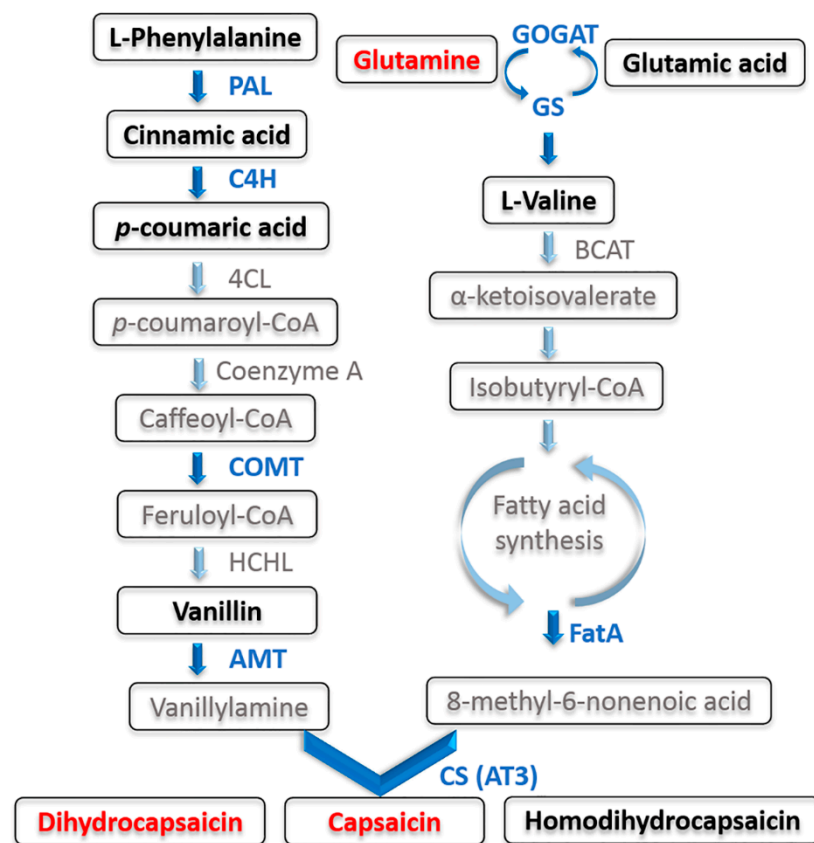 L-Phenylalanine
PAL
Cinnamic acid
C4H
p-coumaric acid
4CL
p-coumaroyl-CoA
Coenzyme A
Caffeoyl-CoA
COMT
Feruloyl-CoA
HCHL
Vanillin
AMT
Vanillylamine
GOGAT
Glutamine
Glutamic acid
GS
L-Valine
BCAT
α-ketoisovalerate
Isobutyryl-CoA
Fatty acid
synthesis
FatA
8-methyl-6-nonenoic acid
CS (AT3)
Dihydrocapsaicin
Capsaicin
Homodihydrocapsaicin